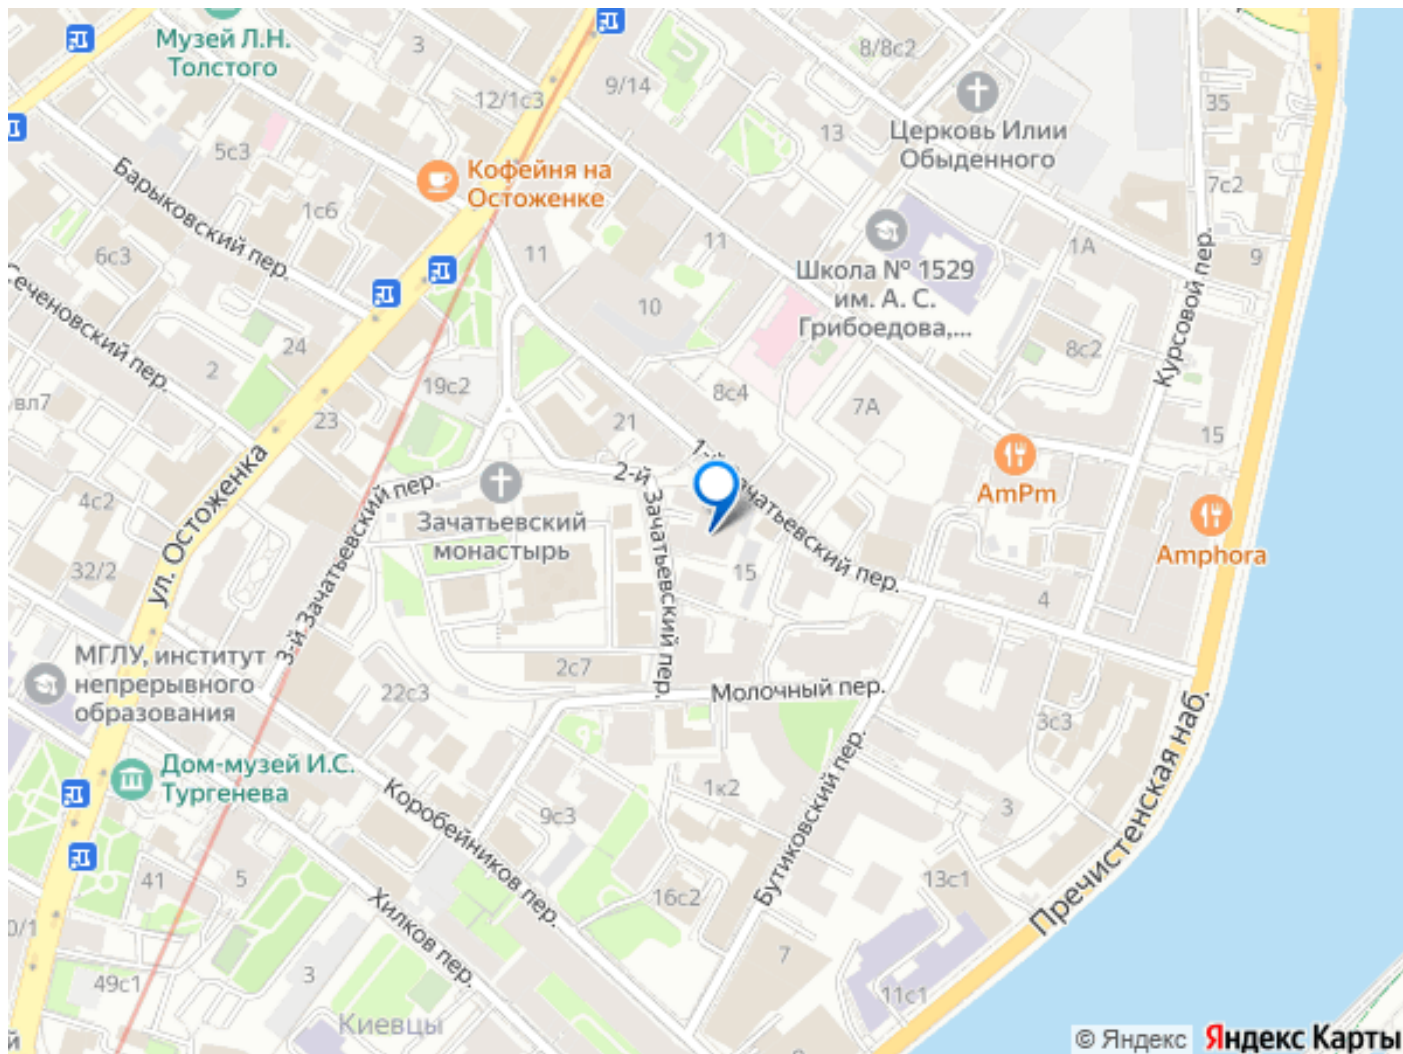 Музей Л.Н.
Толстого
3
9/14
8/8с2
12/1с3
35
13
Церковь Илии
Обыденного
5с3
Кофейня на
Остоженке
7с2
Барыковский пер.
1с6
11
11
1А
9
6с3
Сеченовский пер.
Школа № 1529
им. А. С.
Грибоедова,...
10
Курсовой пер.
24
8с2
2
19с2
8с4
7А
вл7
23
21
15
1-й Зачатьевский пер.
2-й Зачатьевский пер.
AmPm
4с2
ул. Остоженка
3-й Зачатьевский пер.
Зачатьевский
монастырь
Amphora
32/2
15
4
МГЛУ, институт
непрерывного
образования
2с7
22с3
Молочный пер.
3с3
Пречистенская наб.
Дом-музей И.С.
Тургенева
Коробейников пер.
1к2
Бутиковский пер.
9с3
3
41
5
16с2
13с1
Хилков пер.
0/1
7
3
49с1
11с1
Киевцы
й
© Яндекс
Яндекс Карты